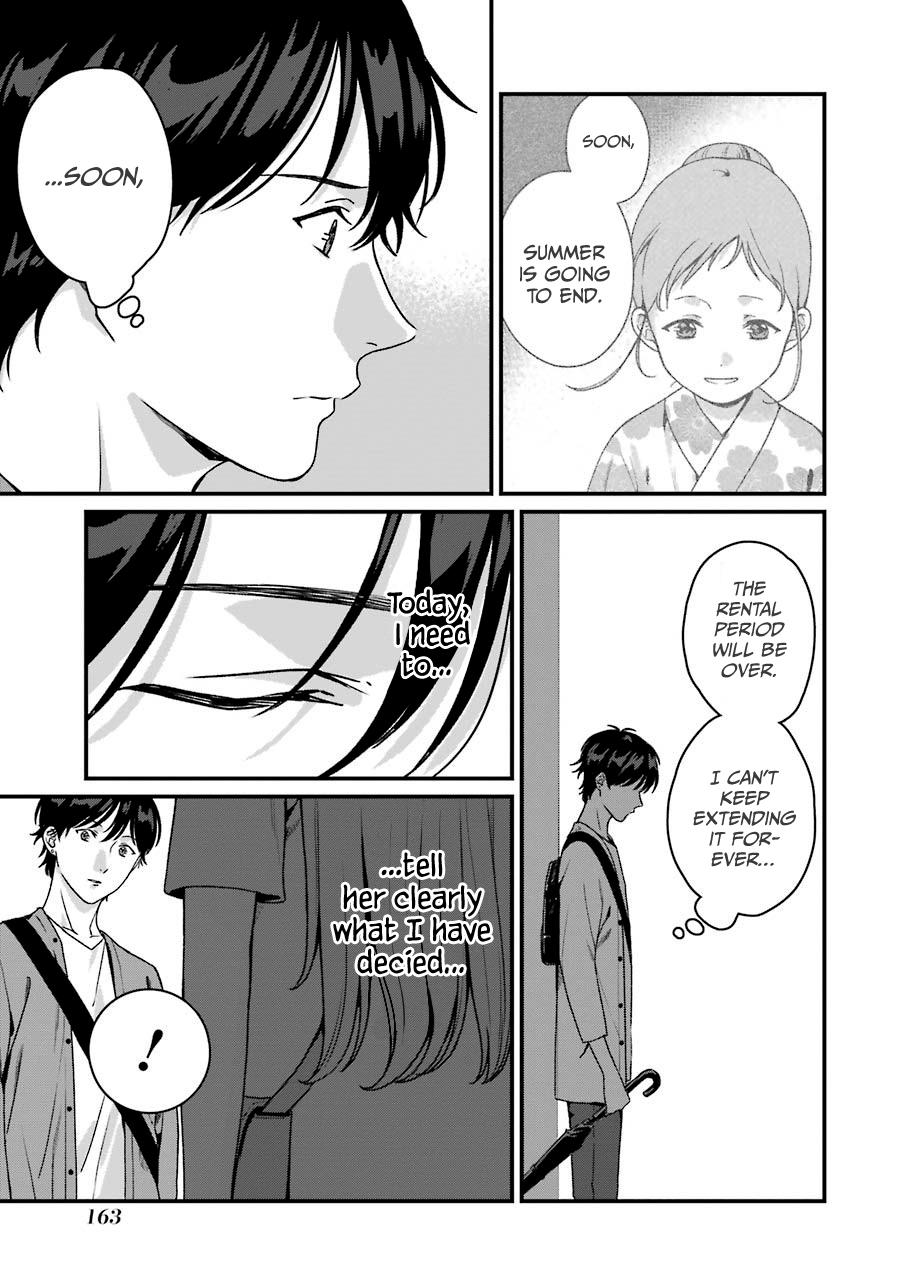 SOON,
SUMMER
IS GOING
TO END.
...SOON,
THE
RENTAL
PERIOD
WILL BE
OVER.
I CAN'T
KEEP
EXTENDING
IT FOR-
EVER...
Today,
I need
to...
...tell
her clearly
what I have
decied...
!
163